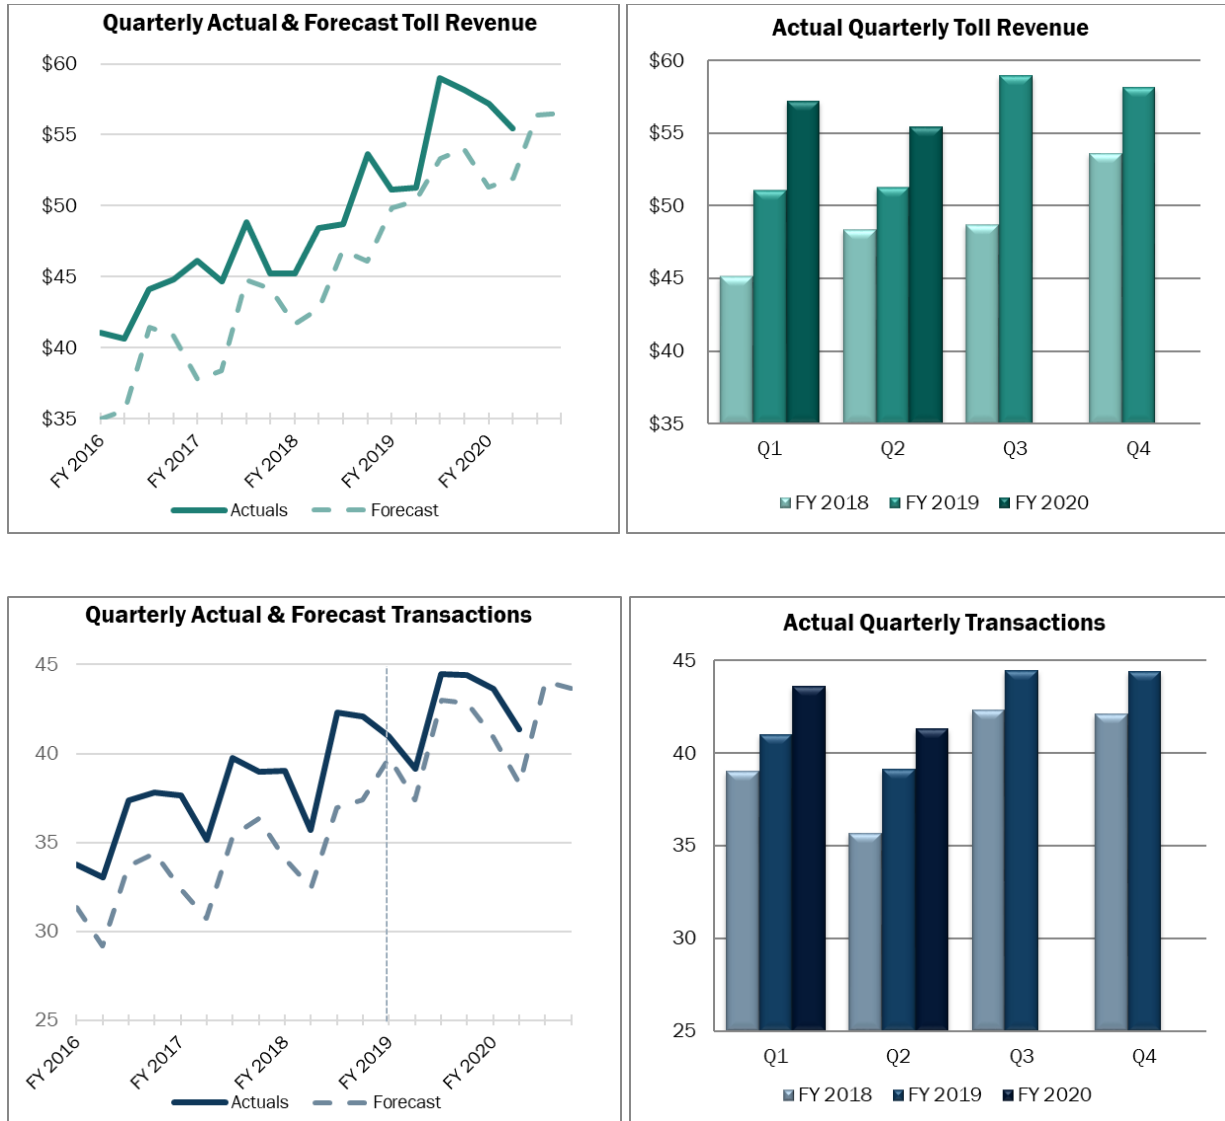 Quarterly Actual & Forecast Toll Revenue
$60
$55
$50
$45
$40
$35
FY 2016
FY 2017
FY 2018
FY 2019
FY 2020
Actuals
Forecast
Actual Quarterly Toll Revenue
$60
$55
$50
$45
$40
$35
Q1
Q2
Q3
Q4
FY 2018
FY 2019
FY 2020
Quarterly Actual & Forecast Transactions
45
40
35
30
25
FY 2016
FY 2017
FY 2018
FY 2019
FY 2020
Actuals
Forecast
Actual Quarterly Transactions
45
40
35
30
25
Q1
Q2
Q3
Q4
FY 2018
FY 2019
FY 2020